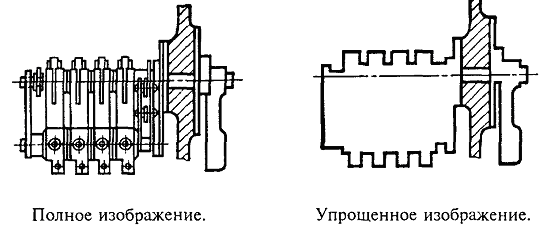 Полное изображение.
Упрощенное изображение.